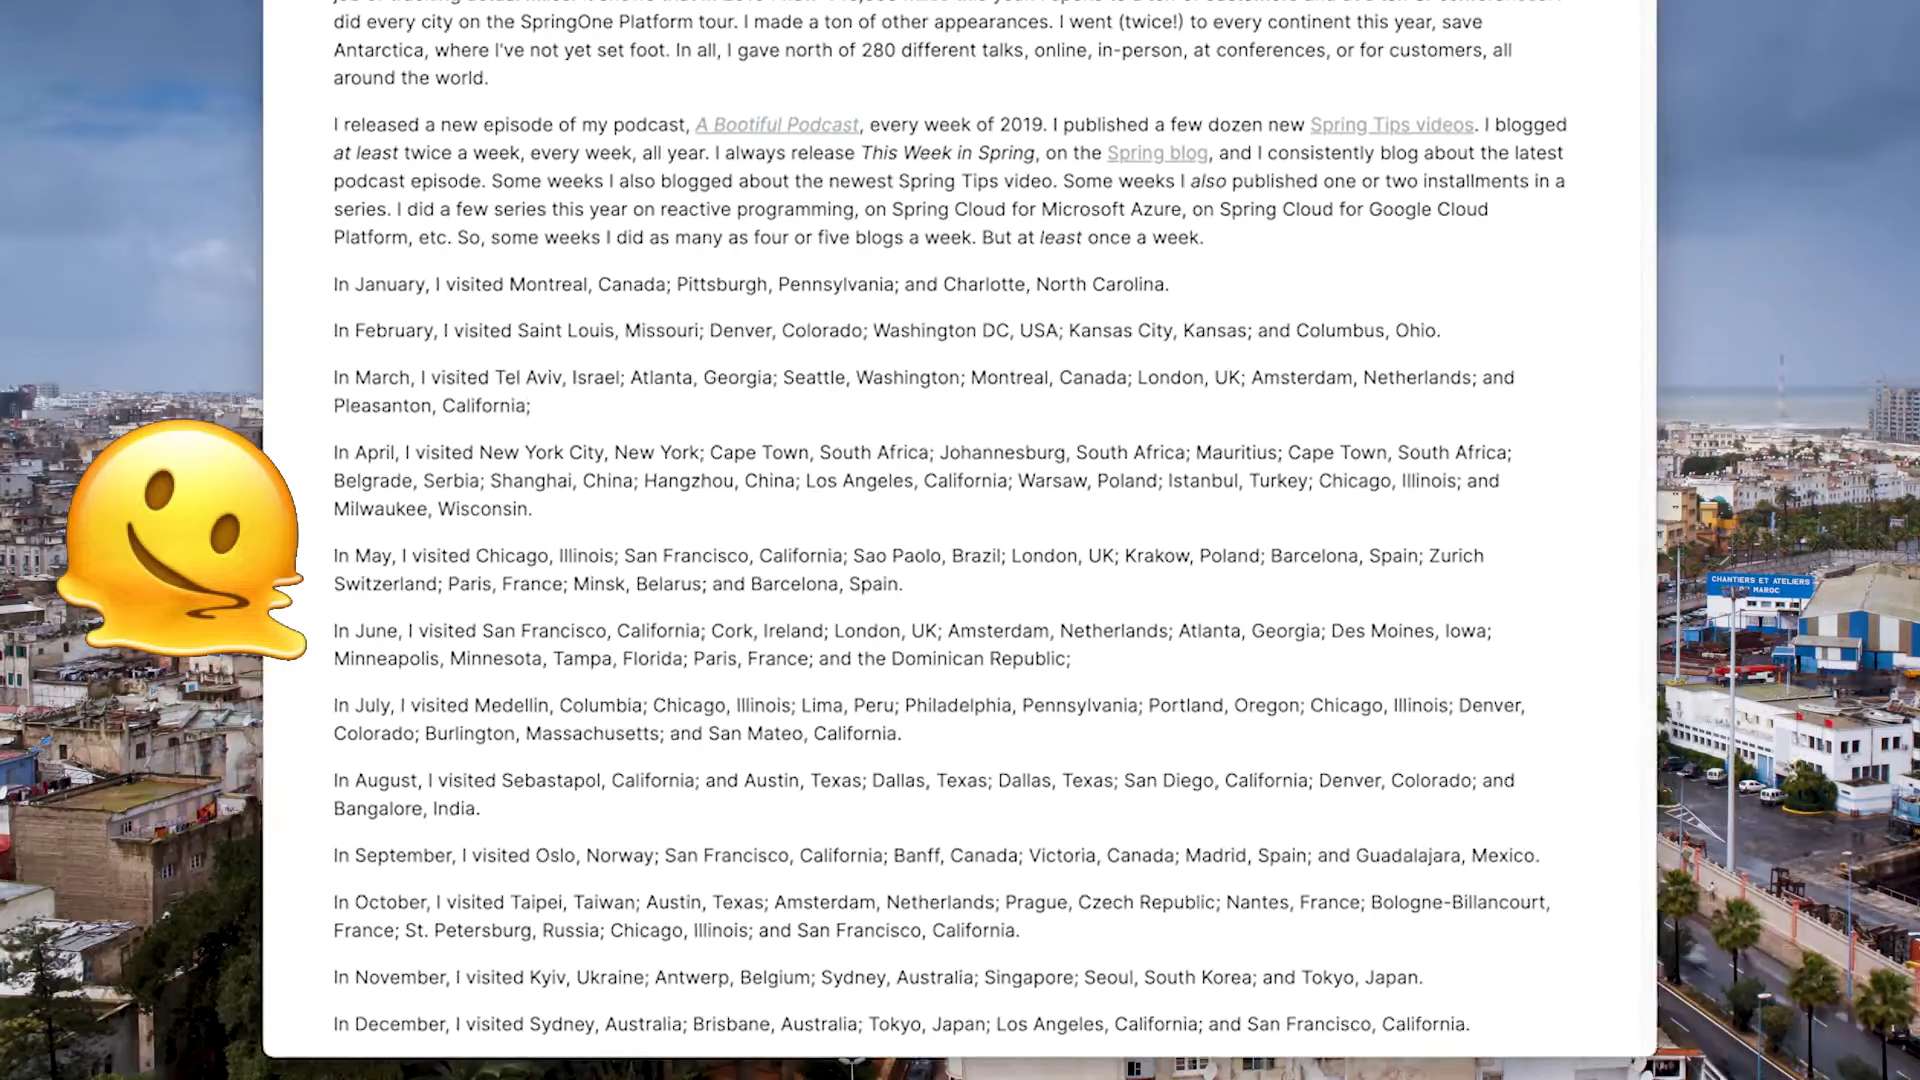 did every city on the SpringOne Platform tour. I made a ton of other appearances. I went (twice!) to every continent this year, save
Antarctica, where I've not yet set foot. In all, I gave north of 280 different talks, online, in-person, at conferences, or for customers, all
around the world.
I released a new episode of my podcast, A Bootiful Podcast, every week of 2019. I published a few dozen new Spring Tips videos. I blogged
at least twice a week, every week, all year. I always release This Week in Spring, on the Spring blog, and I consistently blog about the latest
podcast episode. Some weeks I also blogged about the newest Spring Tips video. Some weeks I also published one or two installments in a
series. I did a few series this year on reactive programming, on Spring Cloud for Microsoft Azure, on Spring Cloud for Google Cloud
Platform, etc. So, some weeks I did as many as four or five blogs a week. But at least once a week.
In January, I visited Montreal, Canada; Pittsburgh, Pennsylvania; and Charlotte, North Carolina.
In February, I visited Saint Louis, Missouri; Denver, Colorado; Washington DC, USA; Kansas City, Kansas; and Columbus, Ohio.
In March, I visited Tel Aviv, Israel; Atlanta, Georgia; Seattle, Washington; Montreal, Canada; London, UK; Amsterdam, Netherlands; and
Pleasanton, California;
In April, I visited New York City, New York; Cape Town, South Africa; Johannesburg, South Africa; Mauritius; Cape Town, South Africa;
Belgrade, Serbia; Shanghai, China; Hangzhou, China; Los Angeles, California; Warsaw, Poland; Istanbul, Turkey; Chicago, Illinois; and
Milwaukee, Wisconsin.
In May, I visited Chicago, Illinois; San Francisco, California; Sao Paolo, Brazil; London, UK; Krakow, Poland; Barcelona, Spain; Zurich
Switzerland; Paris, France; Minsk, Belarus; and Barcelona, Spain.
In June, I visited San Francisco, California; Cork, Ireland; London, UK; Amsterdam, Netherlands; Atlanta, Georgia; Des Moines, Iowa;
Minneapolis, Minnesota, Tampa, Florida; Paris, France; and the Dominican Republic;
In July, I visited Medellin, Columbia; Chicago, Illinois; Lima, Peru; Philadelphia, Pennsylvania; Portland, Oregon; Chicago, Illinois; Denver,
Colorado; Burlington, Massachusetts; and San Mateo, California.
In August, I visited Sebastapol, California; and Austin, Texas; Dallas, Texas; Dallas, Texas; San Diego, California; Denver, Colorado; and
Bangalore, India.
In September, I visited Oslo, Norway; San Francisco, California; Banff, Canada; Victoria, Canada; Madrid, Spain; and Guadalajara, Mexico.
In October, I visited Taipei, Taiwan; Austin, Texas; Amsterdam, Netherlands; Prague, Czech Republic; Nantes, France; Bologne-Billancourt,
France; St. Petersburg, Russia; Chicago, Illinois; and San Francisco, California.
In November, I visited Kyiv, Ukraine; Antwerp, Belgium; Sydney, Australia; Singapore; Seoul, South Korea; and Tokyo, Japan.
In December, I visited Sydney, Australia; Brisbane, Australia; Tokyo, Japan; Los Angeles, California; and San Francisco, California.
CHANTIERS ET ATELIERS
DU MAROC